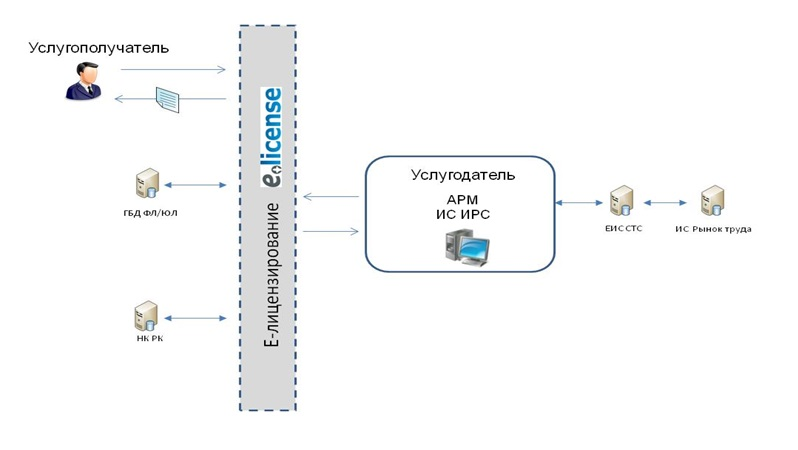 Услугополучатель
e.license
Е-лицензирование
ГБД ФЛ/ЮЛ
НК РК
Услугодатель
АРМ
ИС ИРС
ЕИС СТС
ИС Рынок труда